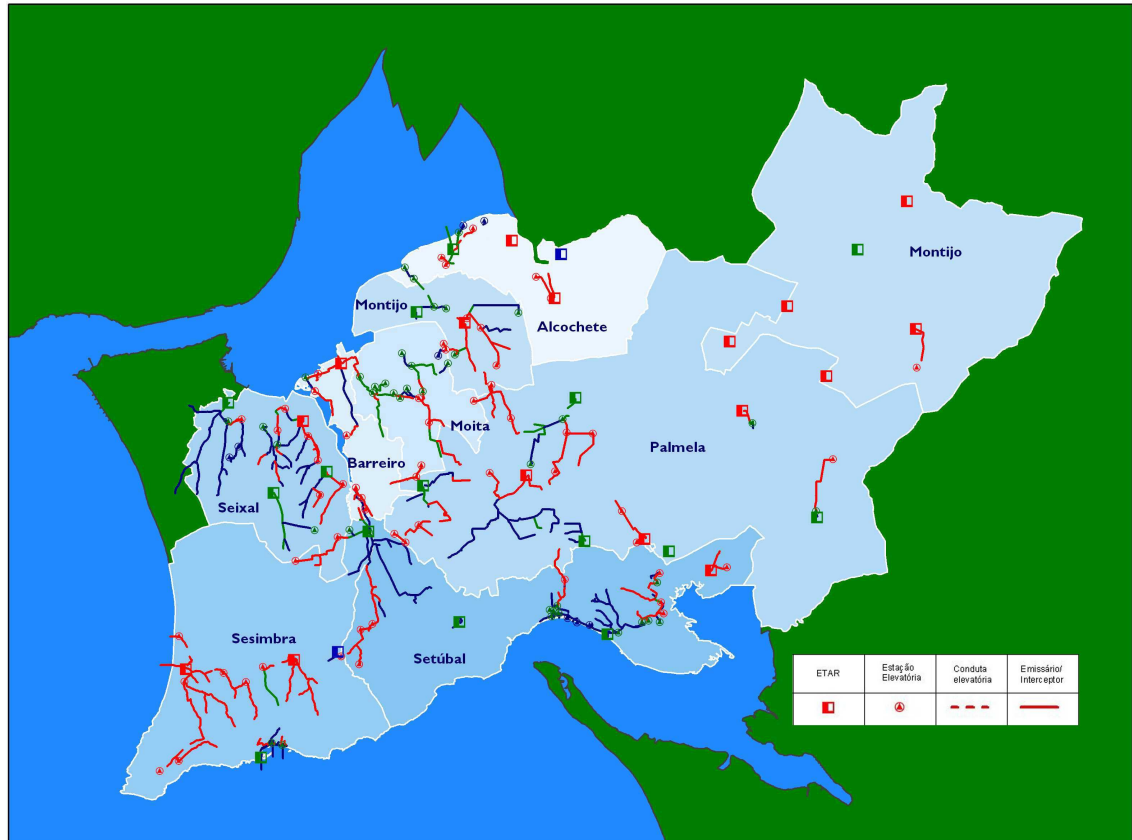 Montijo
Montijo
Alcochete
Moita
Palmela
Barreiro
Seixal
Sesimbra
Setúbal
ETAR
Estação
Elevatória
Conduta
elevatória
Emissário/
Interceptor